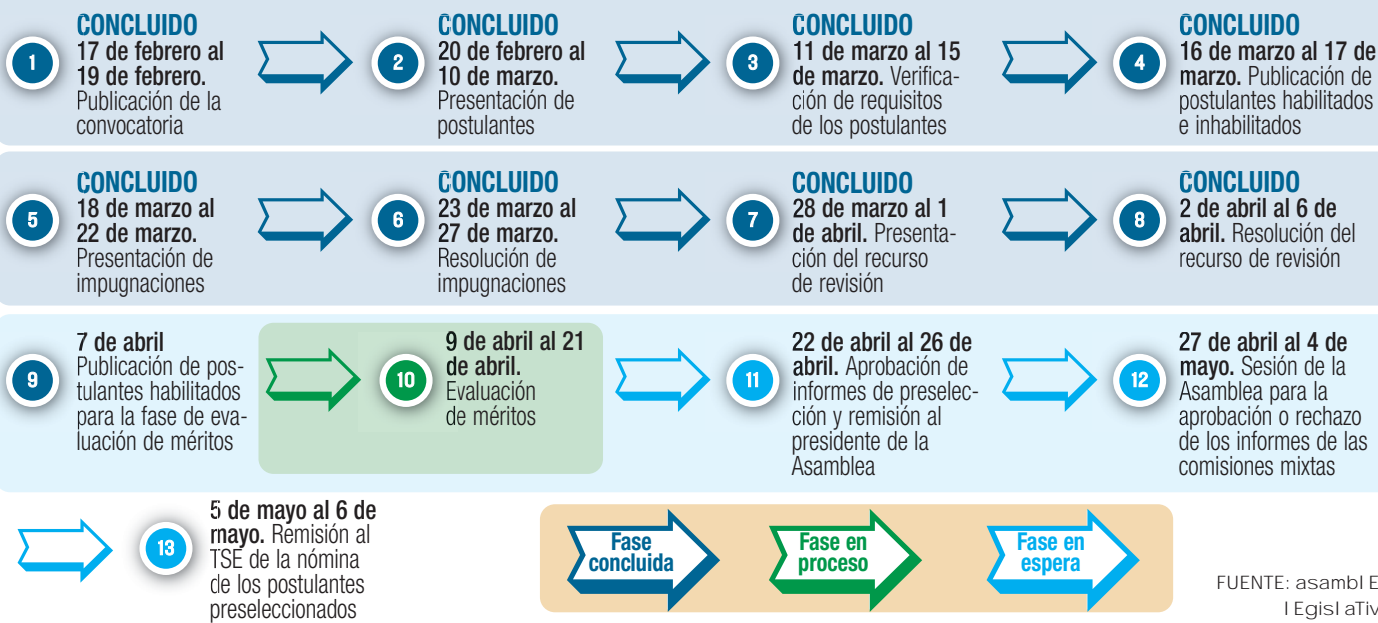 1
CONCLUIDO
17 de febrero al
19 de febrero.
Publicación de la
convocatoria
2
CONCLUIDO
20 de febrero al
10 de marzo.
Presentación de
postulantes
3
CONCLUIDO
11 de marzo al 15
de marzo. Verifica-
ción de requisitos
de los postulantes
4
CONCLUIDO
16 de marzo al 17 de
marzo. Publicación de
postulantes habilitados
e inhabilitados
5
CONCLUIDO
18 de marzo al
22 de marzo.
Presentación de
impugnaciones
6
CONCLUIDO
23 de marzo al
27 de marzo.
Resolución de
impugnaciones
7
CONCLUIDO
28 de marzo al 1
de abril. Presenta-
ción del recurso
de revisión
8
CONCLUIDO
2 de abril al 6 de
abril. Resolución del
recurso de revisión
9
7 de abril
Publicación de pos-
tulantes habilitados
para la fase de eva-
luación de méritos
10
9 de abril al 21
de abril.
Evaluación
de méritos
11
22 de abril al 26 de
abril. Aprobación de
informes de preselec-
ción y remisión al
presidente de la
Asamblea
12
27 de abril al 4 de
mayo. Sesión de la
Asamblea para la
aprobación o rechazo
de los informes de las
comisiones mixtas
13
5 de mayo al 6 de
mayo. Remisión al
TSE de la nómina
de los postulantes
preseleccionados
Fase
concluida
Fase en
proceso
Fase en
espera
FUENTE: asambl E
l Egisl aTiv